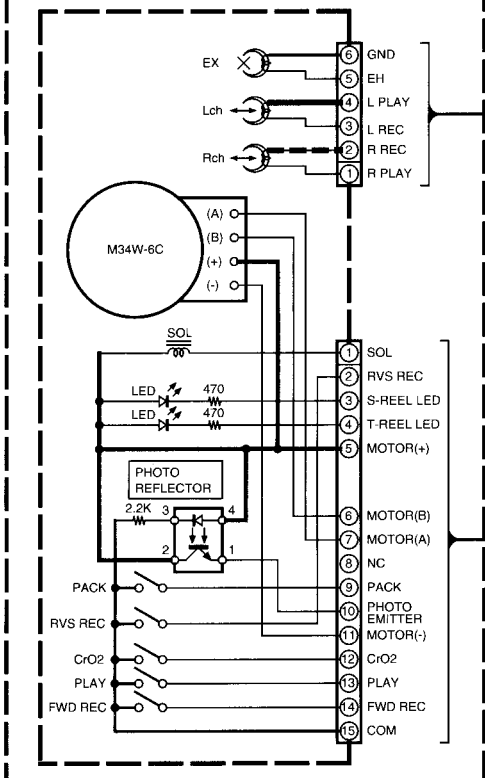 EX
6 GND
5 EH
Lch
4 L PLAY
3 L REC
Rch
2 R REC
1 R PLAY
M34W-6C
(A)
(B)
(+)
(-)
SOL
1 SOL
2 RVS REC
LED 470
3 S-REEL LED
LED 470
4 T-REEL LED
5 MOTOR(+)
PHOTO
REFLECTOR
2.2K 3 4
6 MOTOR(B)
7 MOTOR(A)
2 1
8 NC
PACK
9 PACK
10 PHOTO
EMITTER
RVS REC
11 MOTOR(-)
CrO2
12 CrO2
PLAY
13 PLAY
FWD REC
14 FWD REC
15 COM